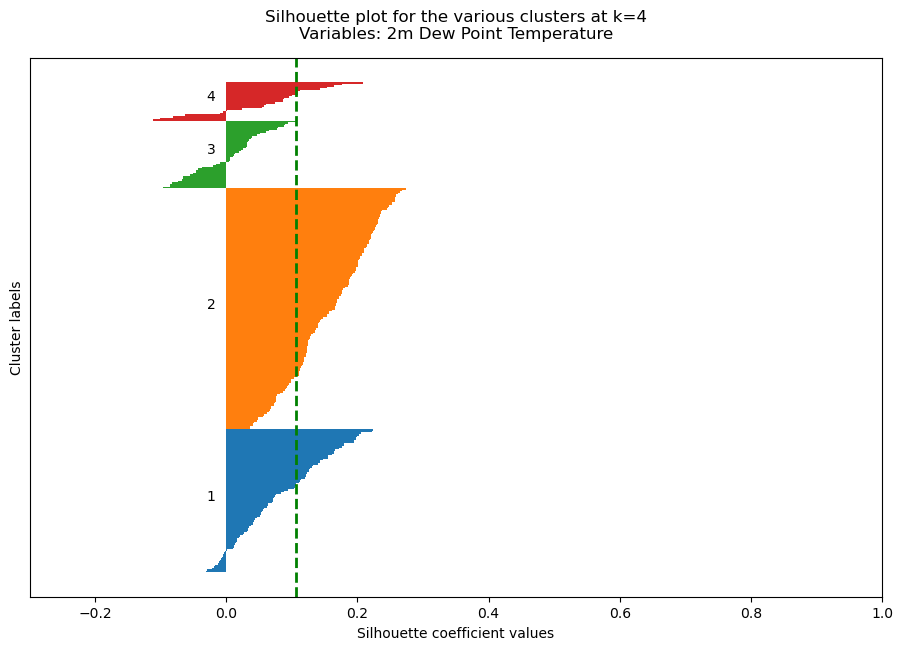 Silhouette plot for the various clusters at k=4
Variables: 2m Dew Point Temperature
4
3
2
1
Cluster labels
−0.2 0.0 0.2 0.4 0.6 0.8 1.0
Silhouette coefficient values